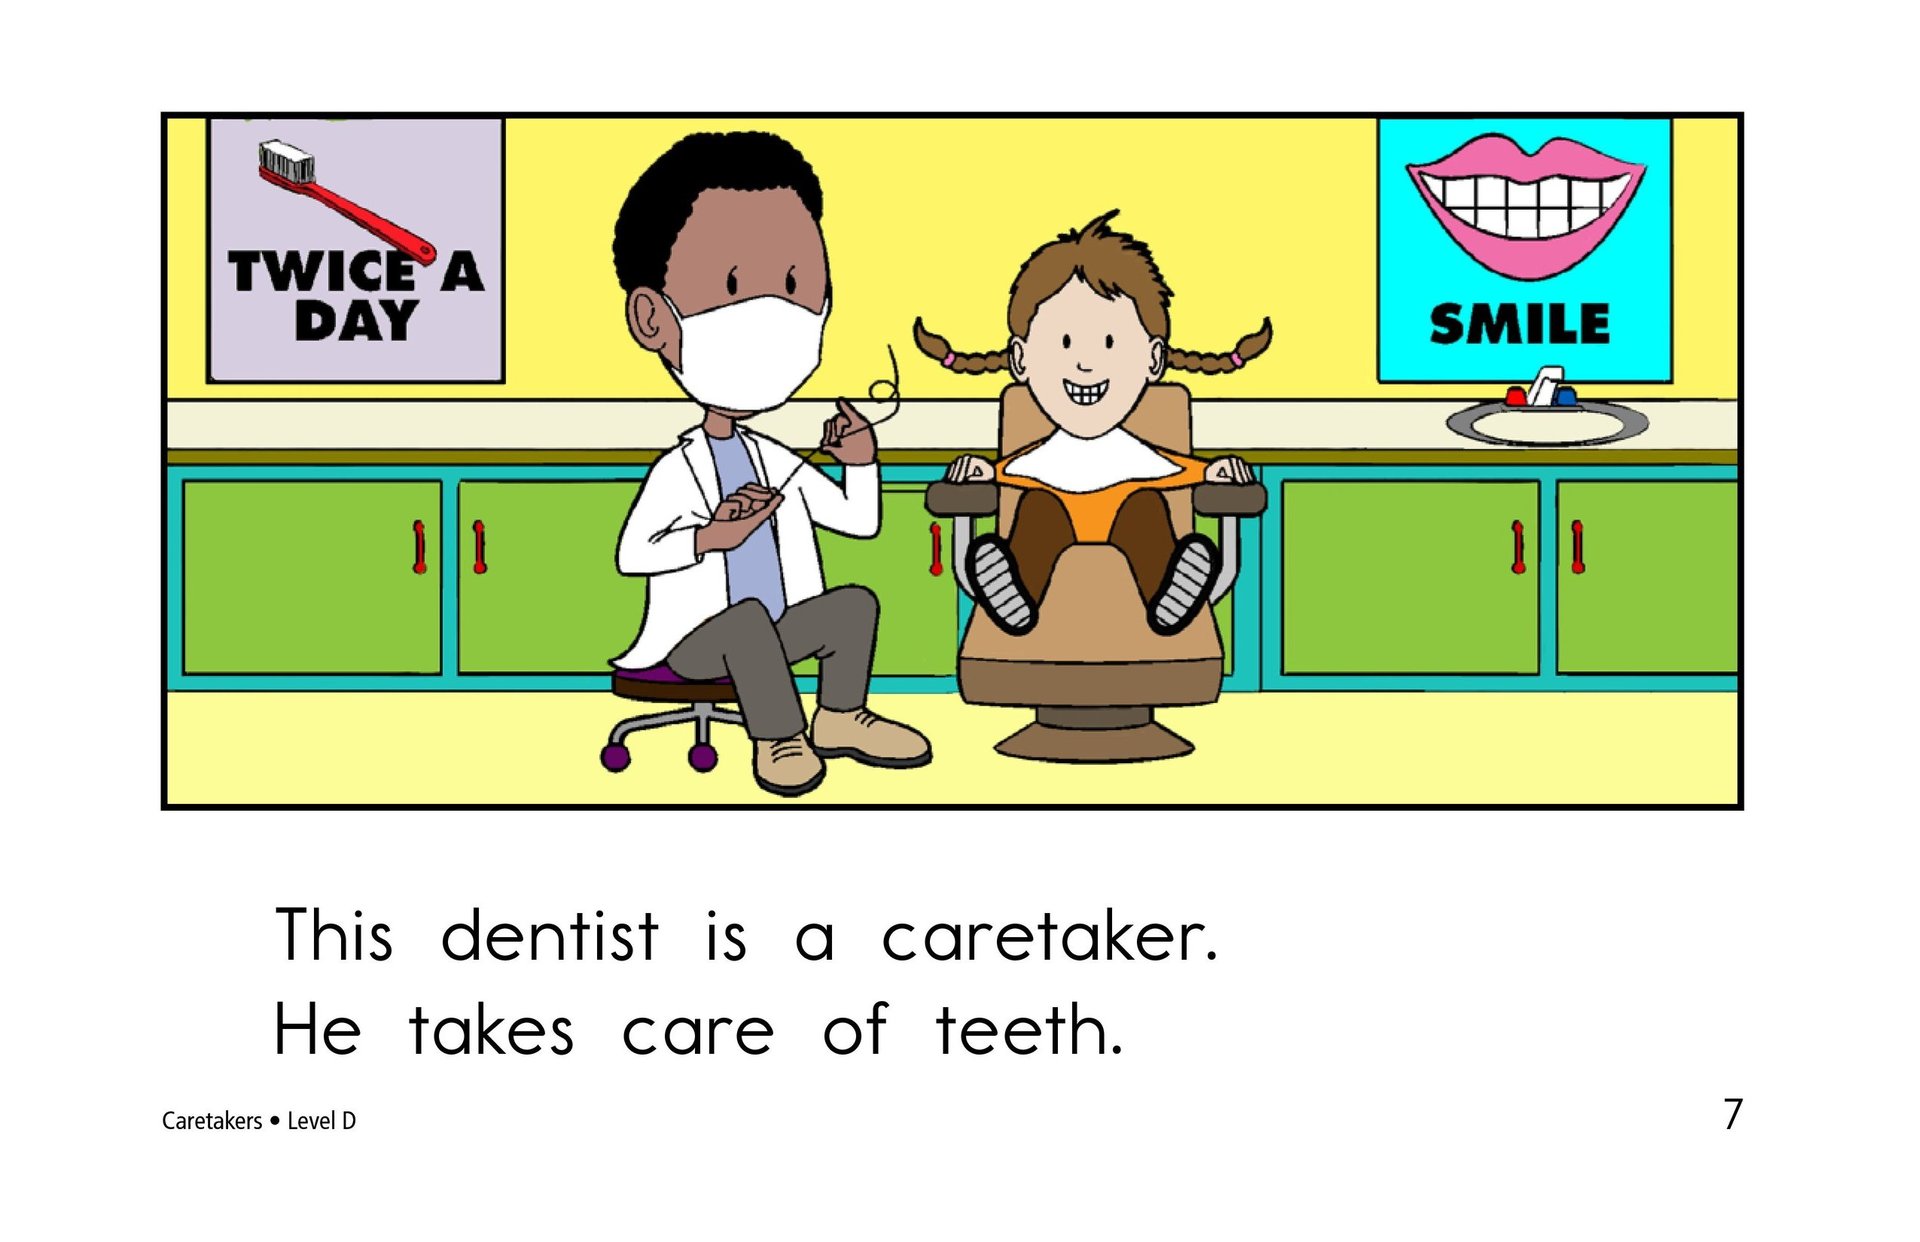 TWICE A
DAY
SMILE
This dentist is a caretaker.
He takes care of teeth.
Caretakers • Level D
7